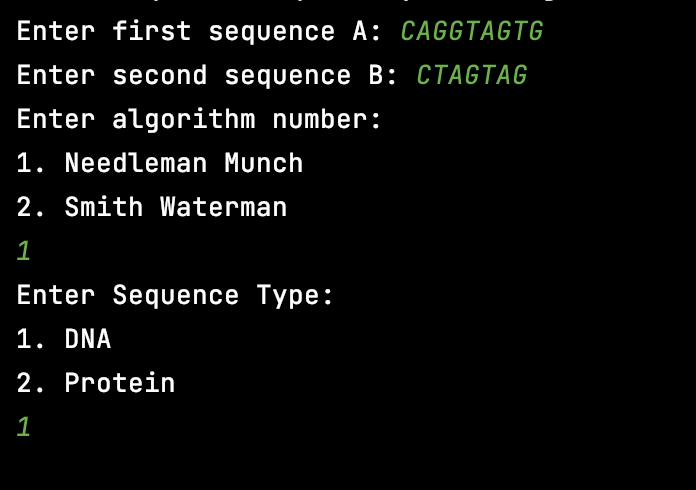 Enter first sequence A: CAGGTAGTG
Enter second sequence B: CTAGTAG
Enter algorithm number:
1. Needleman Munch
2. Smith Waterman
1
Enter Sequence Type:
1. DNA
2. Protein
1